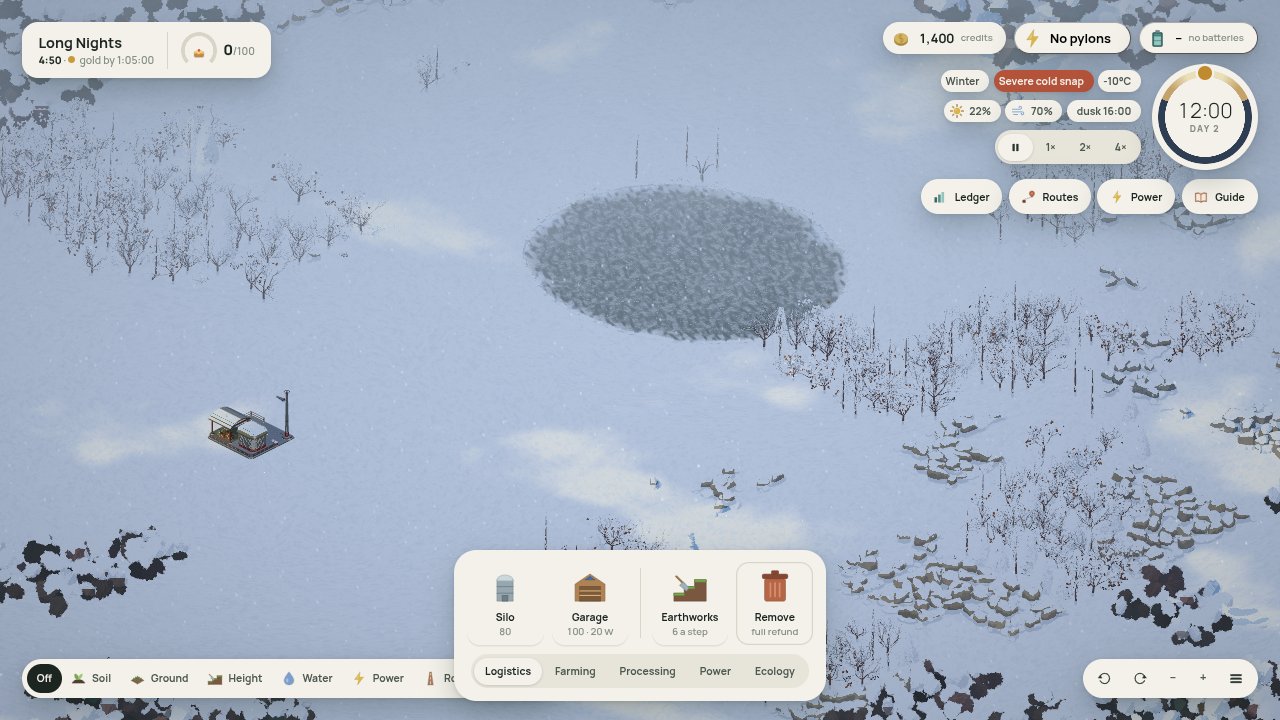 Long Nights
4:50 · gold by 1:05:00
0/100
1,400 credits
No pylons
– no batteries
Winter
Severe cold snap
-10°C
22%
70%
dusk 16:00
12:00
DAY 2
1×
2×
4×
Ledger
Routes
Power
Guide
Silo
80
Garage
100 · 20 W
Earthworks
6 a step
Remove
full refund
Logistics
Farming
Processing
Power
Ecology
Off
Soil
Ground
Height
Water
Power